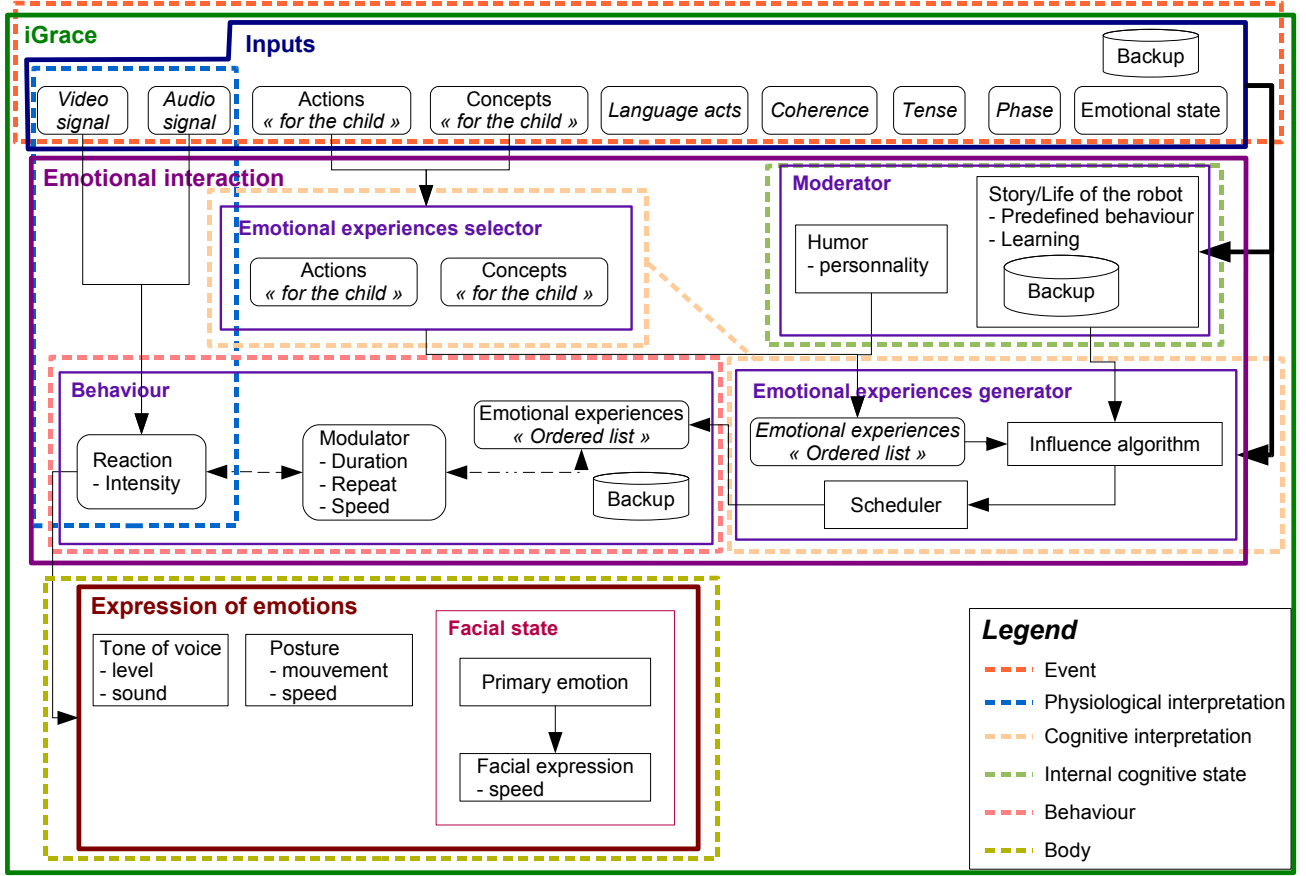 iGrace
Inputs
Backup
Video
signal
Audio
signal
Actions
« for the child »
Concepts
« for the child »
Language acts
Coherence
Tense
Phase
Emotional state
Emotional interaction
Emotional experiences selector
Actions
« for the child »
Concepts
« for the child »
Moderator
Humor
- personnality
Story/Life of the robot
- Predefined behaviour
- Learning
Backup
Behaviour
Reaction
- Intensity
Modulator
- Duration
- Repeat
- Speed
Emotional experiences
« Ordered list »
Backup
Emotional experiences generator
Emotional experiences
« Ordered list »
Influence algorithm
Scheduler
Expression of emotions
Tone of voice
- level
- sound
Posture
- mouvement
- speed
Facial state
Primary emotion
Facial expression
- speed
Legend
Event
Physiological interpretation
Cognitive interpretation
Internal cognitive state
Behaviour
Body